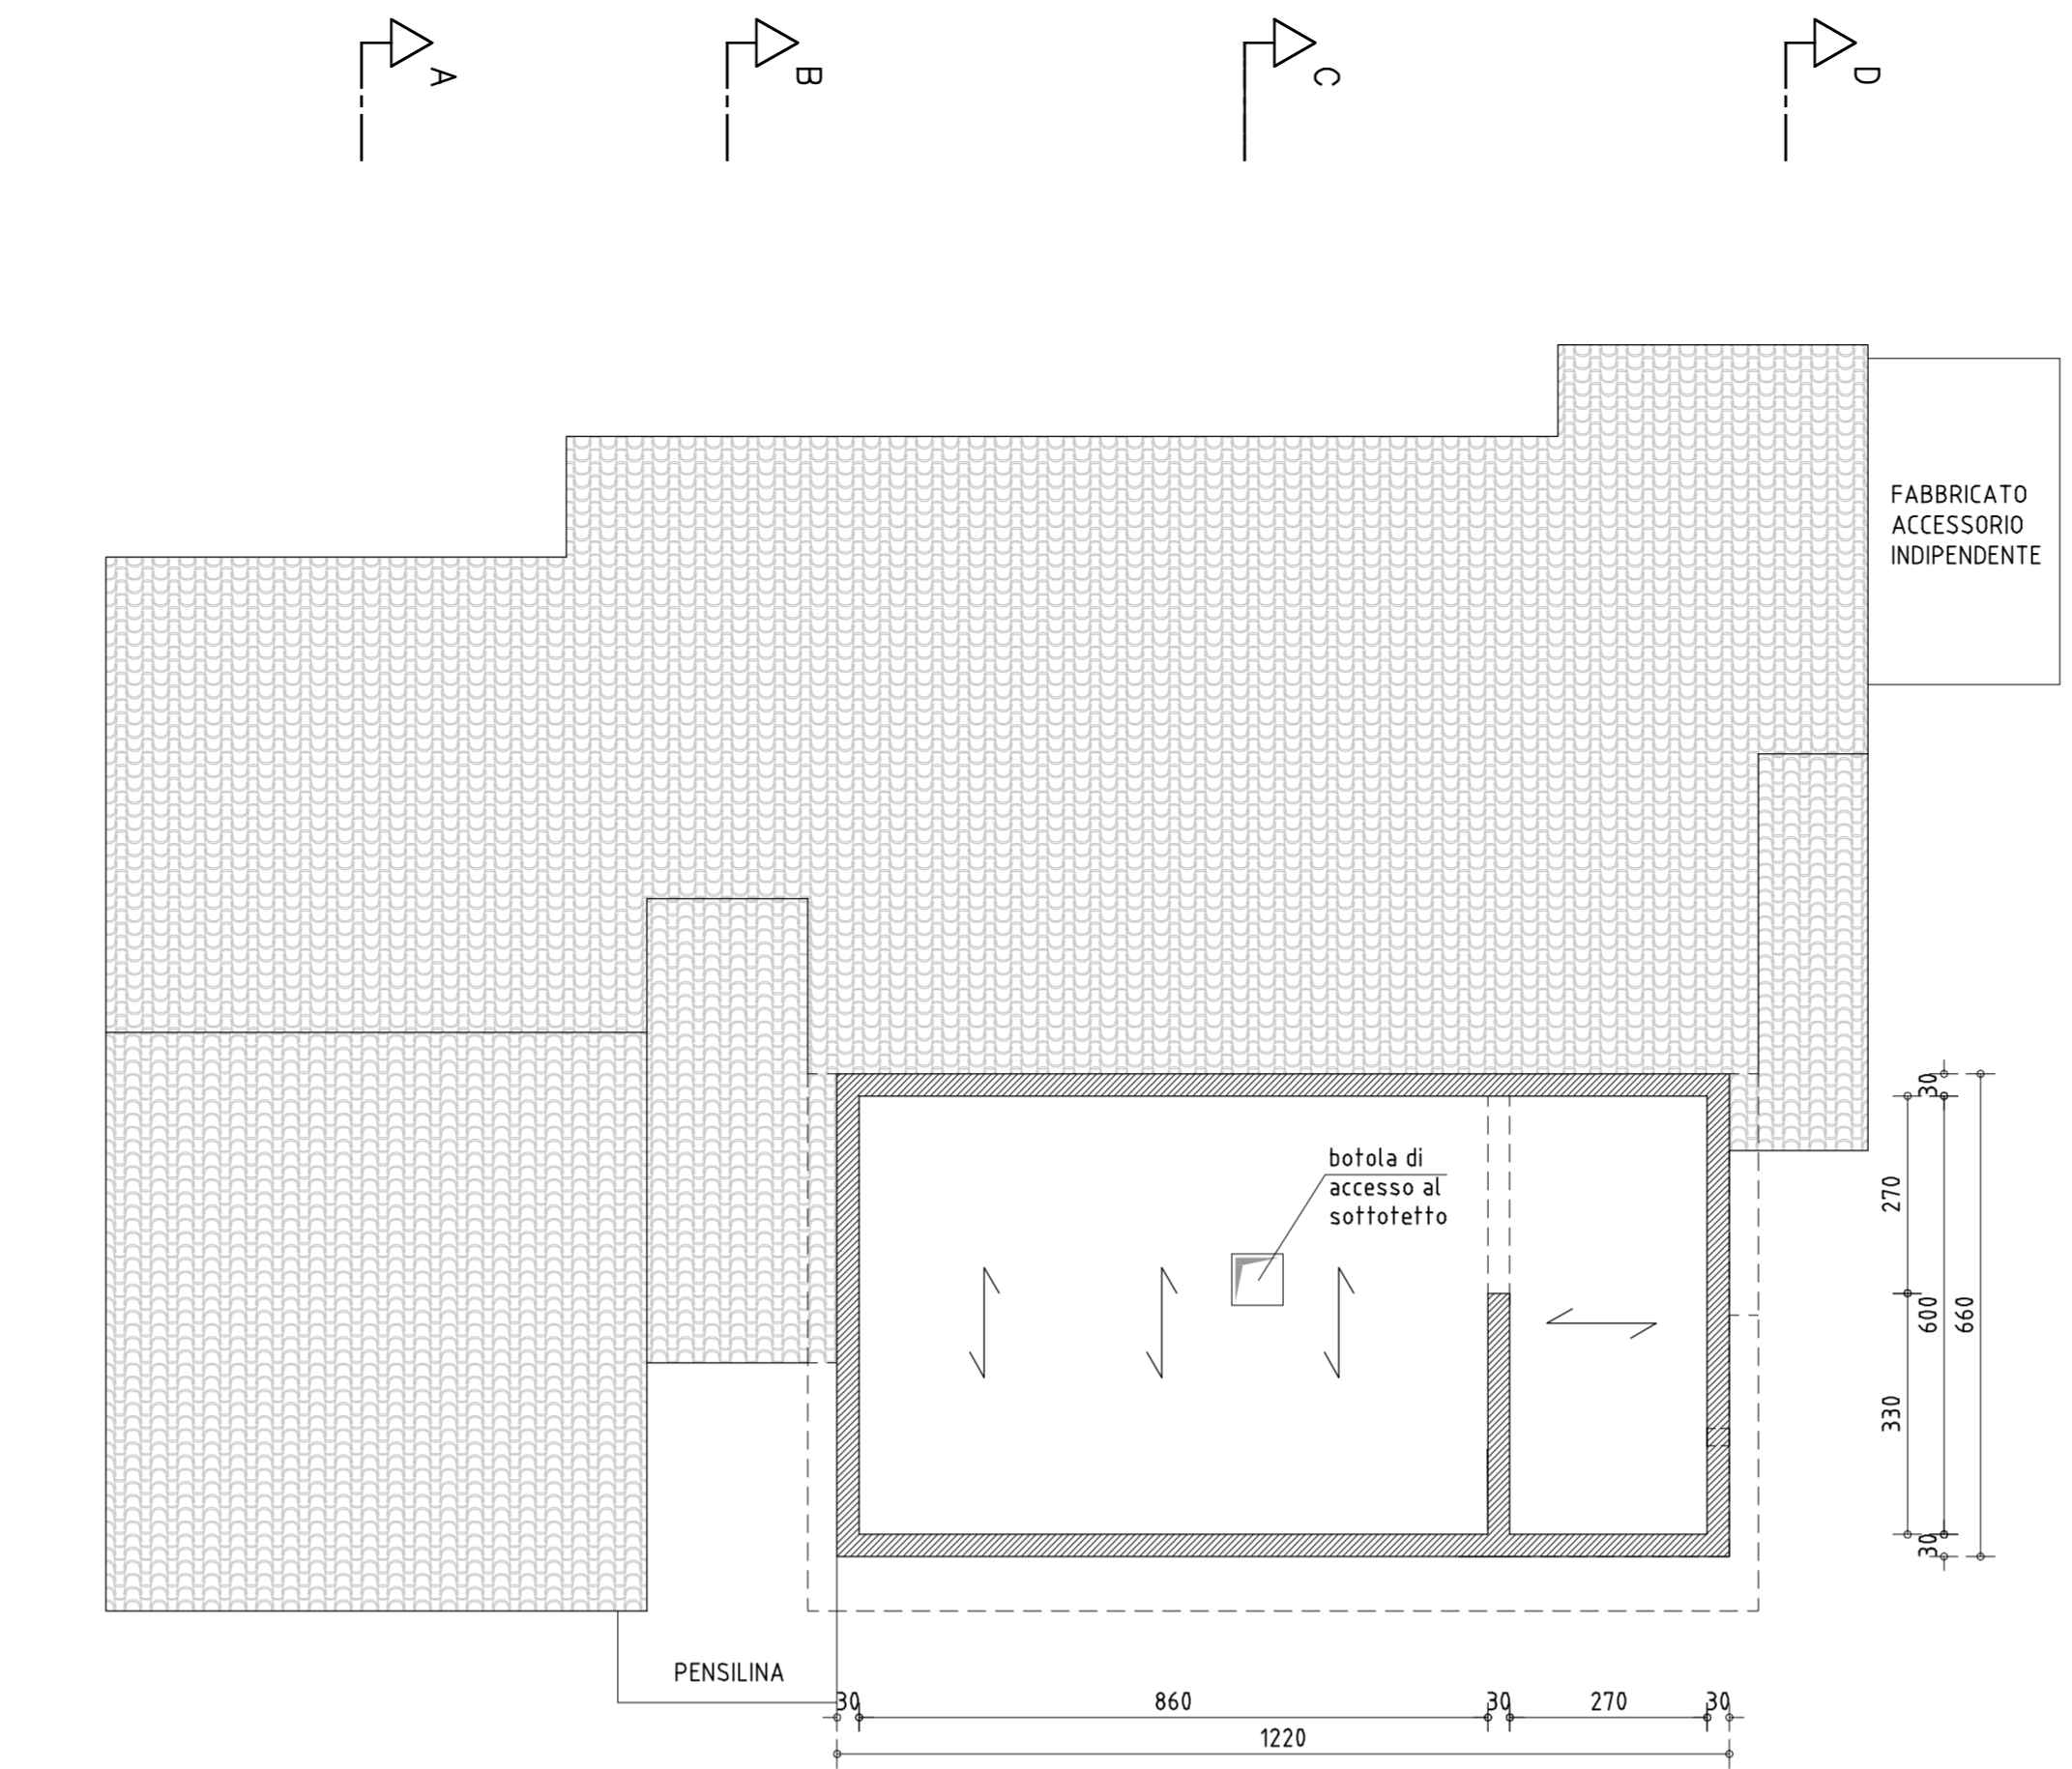 A
B
C
D
FABBRICATO
ACCESSORIO
INDIPENDENTE
botola di
accesso al
sottotetto
30
270
600
660
330
30
PENSILINA
30
860
30
270
30
1220